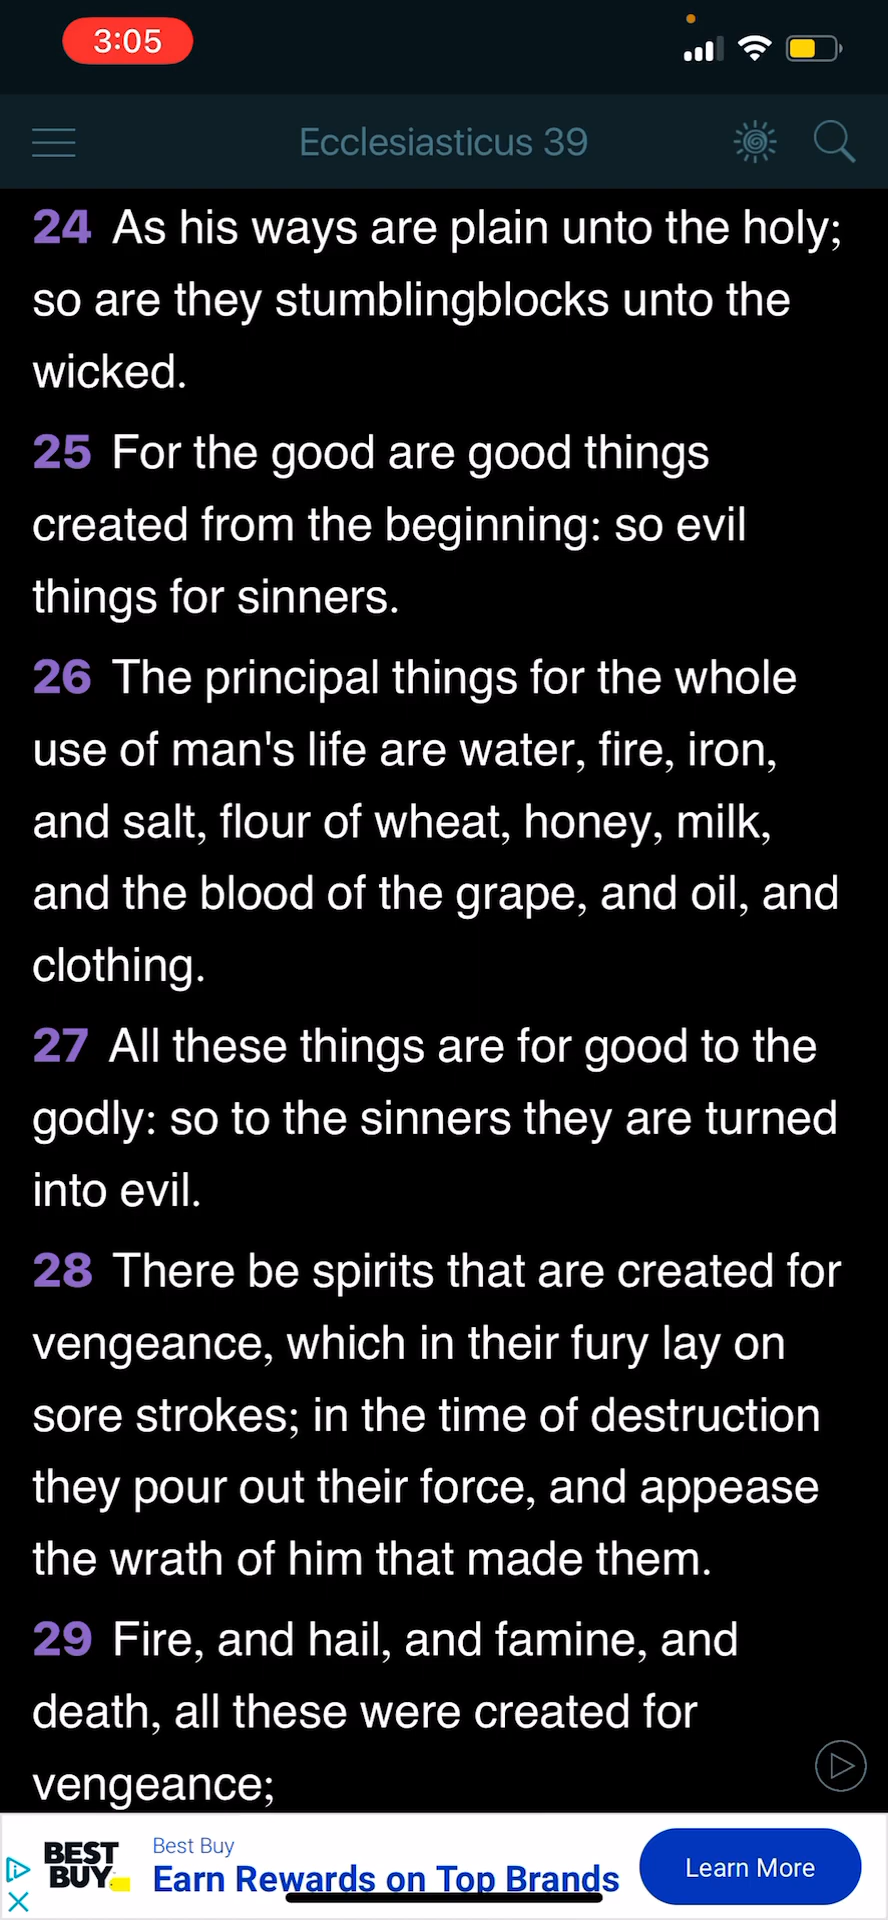 3:05
Ecclesiasticus 39
24 As his ways are plain unto the holy;
so are they stumblingblocks unto the
wicked.
25 For the good are good things
created from the beginning: so evil
things for sinners.
26 The principal things for the whole
use of man's life are water, fire, iron,
and salt, flour of wheat, honey, milk,
and the blood of the grape, and oil, and
clothing.
27 All these things are for good to the
godly: so to the sinners they are turned
into evil.
28 There be spirits that are created for
vengeance, which in their fury lay on
sore strokes; in the time of destruction
they pour out their force, and appease
the wrath of him that made them.
29 Fire, and hail, and famine, and
death, all these were created for
vengeance;
BEST
BUY
Best Buy
Earn Rewards on Top Brands
Learn More